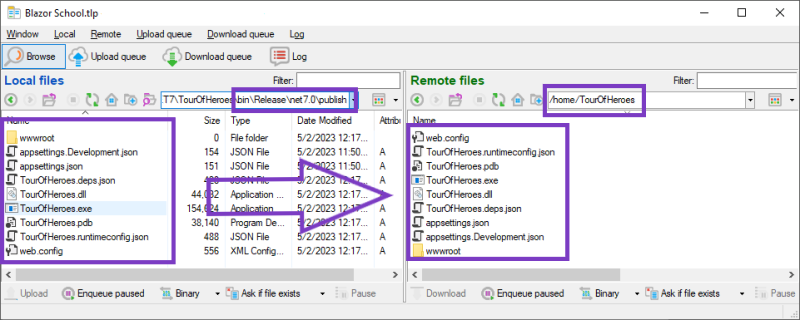 Blazor School.tlp
Window Local Remote Upload queue Download queue Log
Browse Upload queue Download queue Log
Local files Filter:
T7\TourOfHeroes\bin\Release\net7.0\publish
Name Size Type Date Modified Attrib
wwwroot 0 File folder 5/2/2023 12:17...
appsettings.Development.json 154 JSON File 5/2/2023 11:50... A
appsettings.json 151 JSON File 5/2/2023 11:50... A
TourOfHeroes.deps.json JSON File 5/2/2023 12:17... A
TourOfHeroes.dll Application ... 5/2/2023 12:17... A
TourOfHeroes.exe Application 5/2/2023 12:17... A
TourOfHeroes.pdb 38,140 Program De... 5/2/2023 12:17... A
TourOfHeroes.runtimeconfig.json 488 JSON File 5/2/2023 12:17... A
web.config 556 XML Config... 5/2/2023 12:17... A
Upload Enqueue paused Binary Ask if file exists Pause
Remote files Filter:
/home/TourOfHeroes
Name
web.config
TourOfHeroes.runtimeconfig.json
TourOfHeroes.pdb
TourOfHeroes.exe
TourOfHeroes.dll
TourOfHeroes.deps.json
appsettings.json
appsettings.Development.json
wwwroot
Download Enqueue paused Binary Ask if file exists Pause